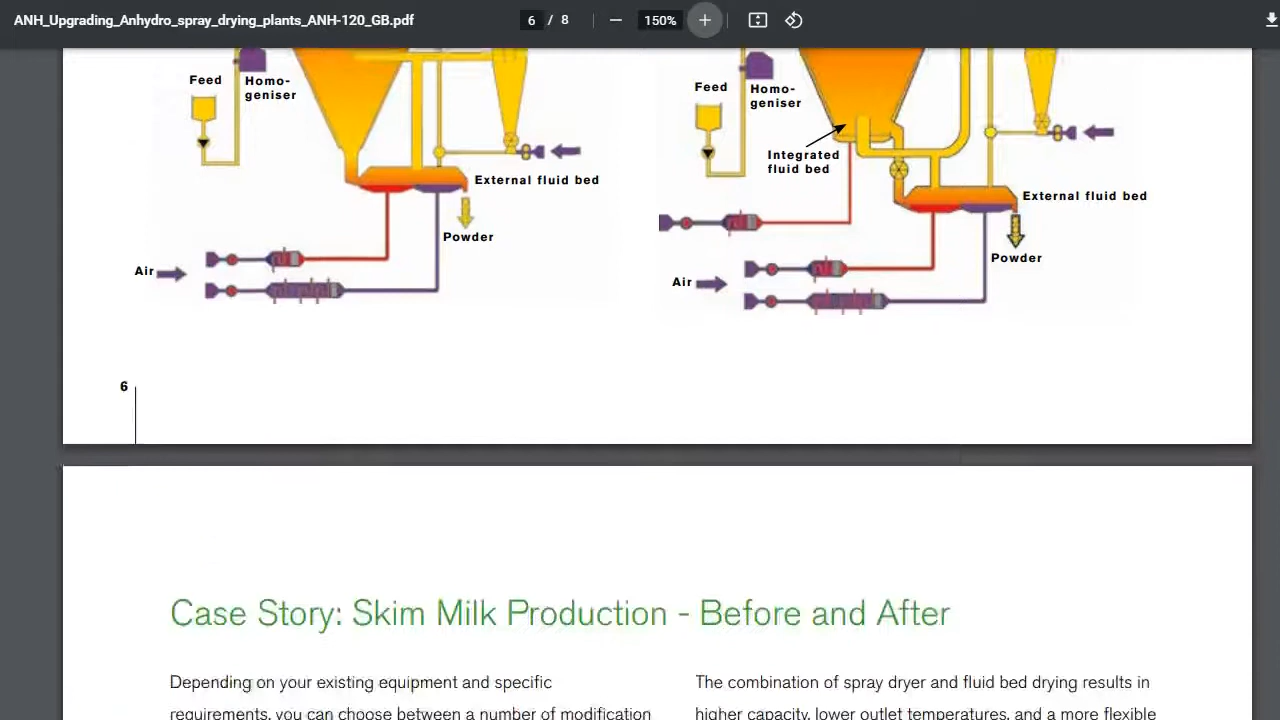 ANH_Upgrading_Anhydro_spray_drying_plants_ANH-120_GB.pdf
6 / 8
150%
Feed
Homo-
geniser
External fluid bed
Powder
Air
Feed
Homo-
geniser
Integrated
fluid bed
External fluid bed
Powder
Air
6
Case Story: Skim Milk Production - Before and After
Depending on your existing equipment and specific
requirements, you can choose between a number of modification
The combination of spray dryer and fluid bed drying results in
higher capacity, lower outlet temperatures, and a more flexible